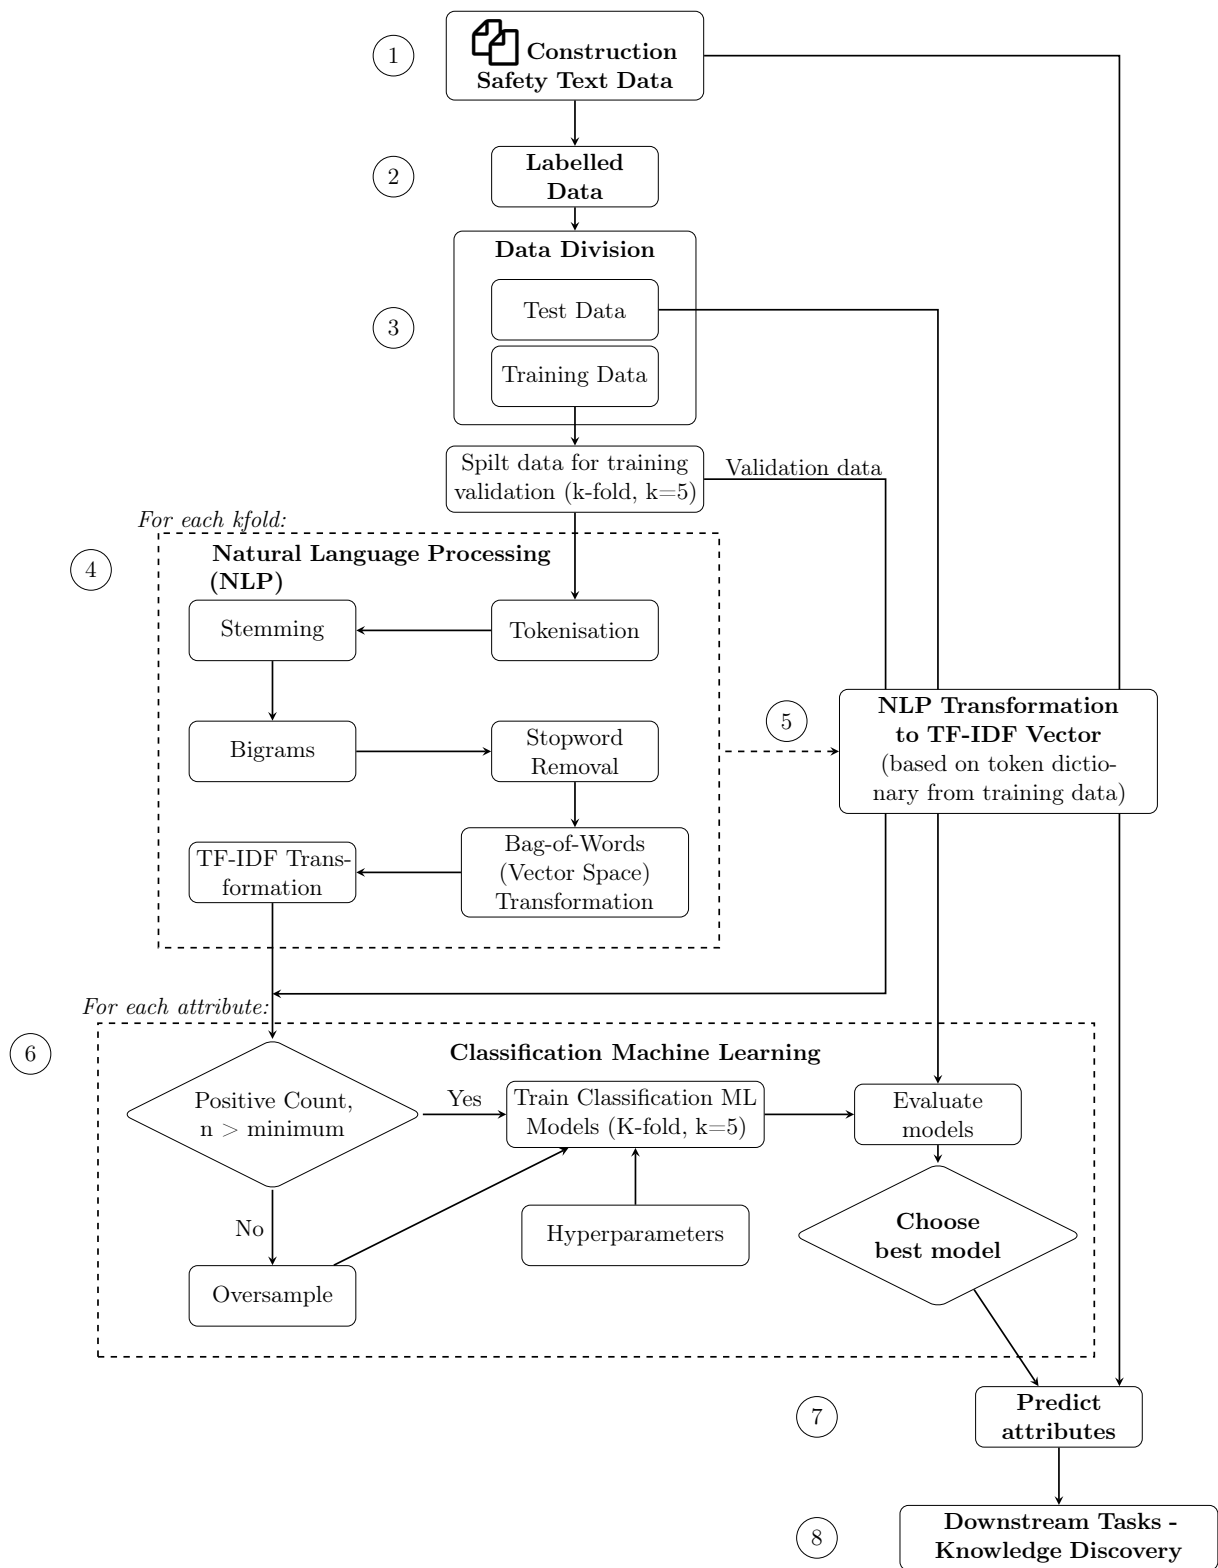 1
Construction
Safety Text Data
2
Labelled
Data
Data Division
3
Test Data
Training Data
Spilt data for training
validation (k-fold, k=5)
Validation data
For each kfold:
4
Natural Language Processing
(NLP)
Stemming
Tokenisation
Bigrams
Stopword
Removal
5
NLP Transformation
to TF-IDF Vector
(based on token dictio-
nary from training data)
TF-IDF Trans-
formation
Bag-of-Words
(Vector Space)
Transformation
For each attribute:
6
Classification Machine Learning
Positive Count,
n > minimum
Yes
Train Classification ML
Models (K-fold, k=5)
Evaluate
models
No
Hyperparameters
Choose
best model
Oversample
7
Predict
attributes
8
Downstream Tasks -
Knowledge Discovery